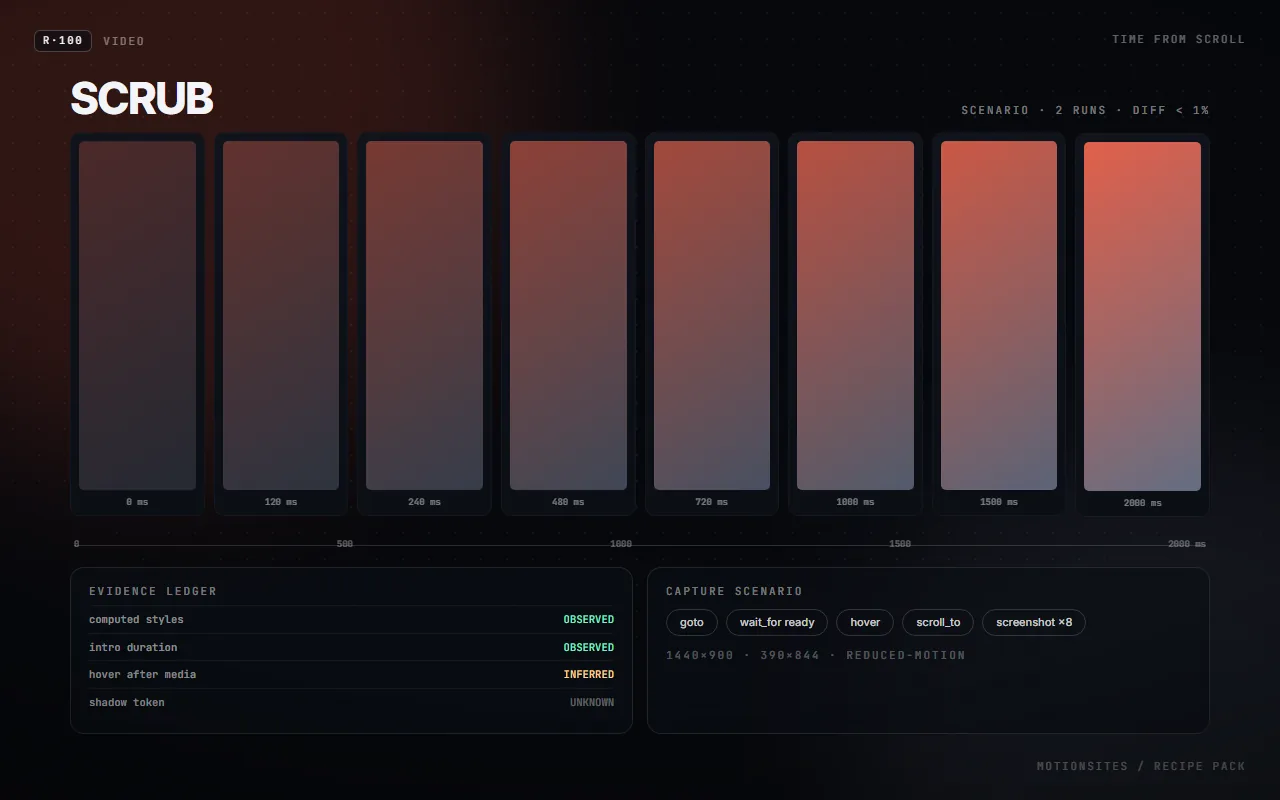 R·100 VIDEO
TIME FROM SCROLL
SCRUB
SCENARIO · 2 RUNS · DIFF < 1%
0 ms
120 ms
240 ms
480 ms
720 ms
1000 ms
1500 ms
2000 ms
0 500 1000 1500 2000 ms
EVIDENCE LEDGER
computed styles OBSERVED
intro duration OBSERVED
hover after media INFERRED
shadow token UNKNOWN
CAPTURE SCENARIO
goto wait_for ready hover scroll_to screenshot ×8
1440×900 · 390×844 · REDUCED-MOTION
MOTIONSITES / RECIPE PACK